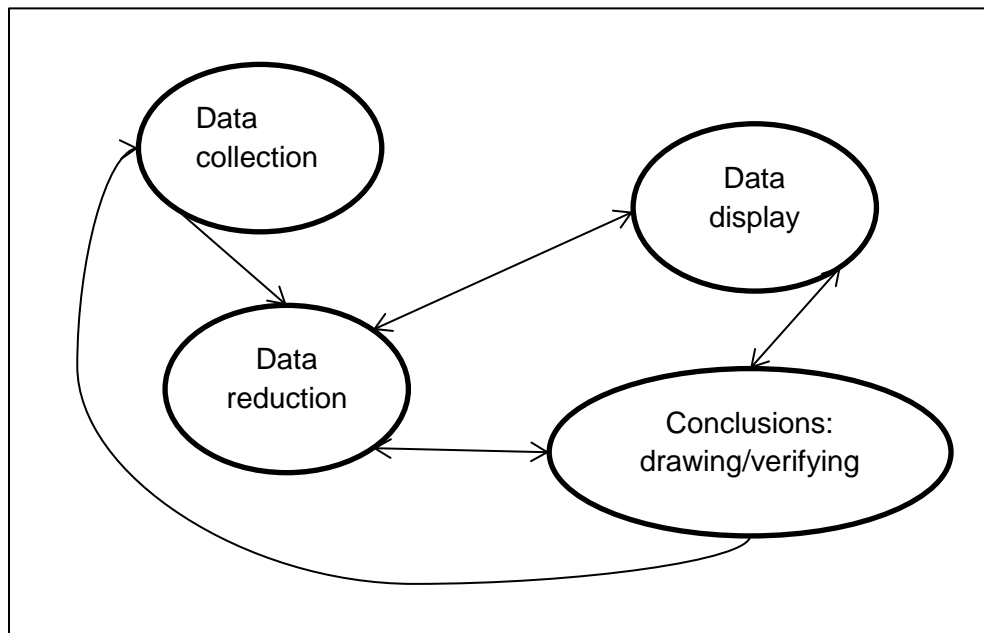 Data
collection
Data
display
Data
reduction
Conclusions:
drawing/verifying